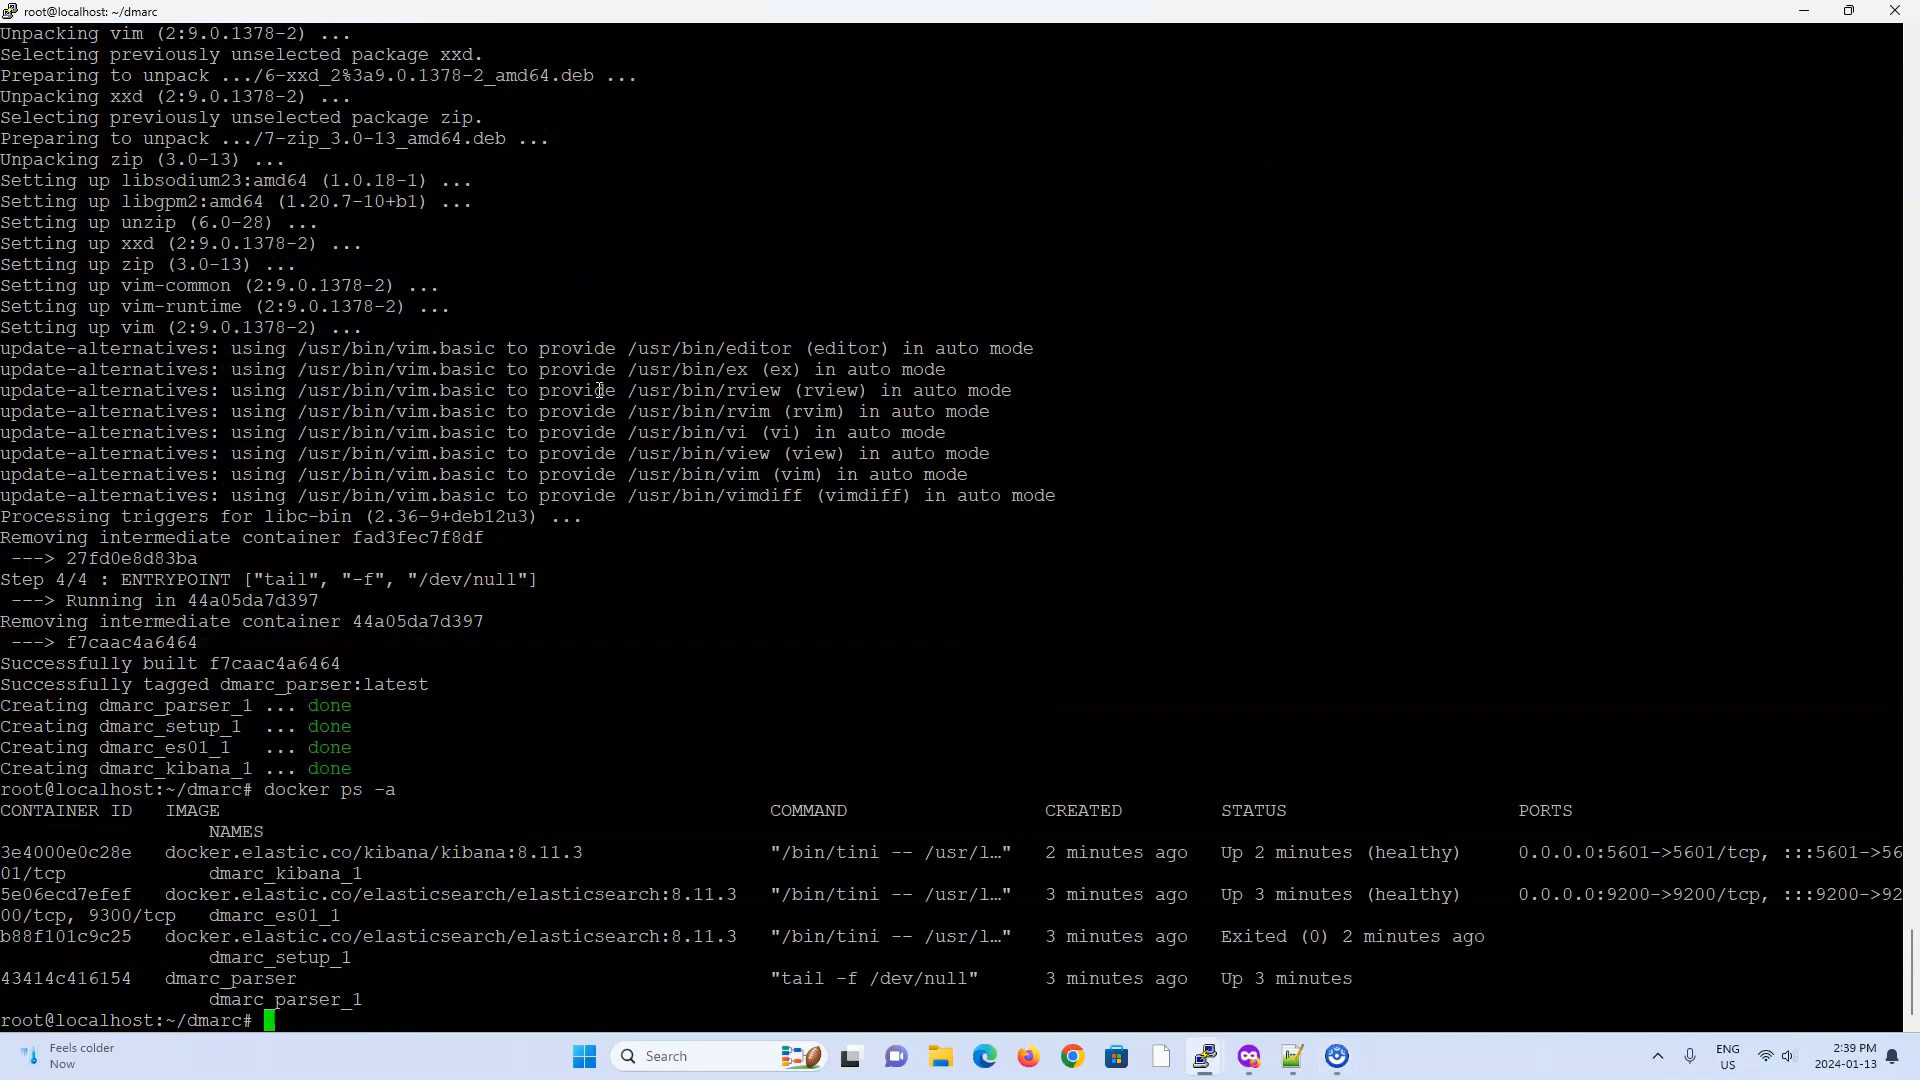 root@localhost: ~/dmarc
Unpacking vim (2:9.0.1378-2) ...
Selecting previously unselected package xxd.
Preparing to unpack .../6-xxd_2%3a9.0.1378-2_amd64.deb ...
Unpacking xxd (2:9.0.1378-2) ...
Selecting previously unselected package zip.
Preparing to unpack .../7-zip_3.0-13_amd64.deb ...
Unpacking zip (3.0-13) ...
Setting up libsodium23:amd64 (1.0.18-1) ...
Setting up libgpm2:amd64 (1.20.7-10+b1) ...
Setting up unzip (6.0-28) ...
Setting up xxd (2:9.0.1378-2) ...
Setting up zip (3.0-13) ...
Setting up vim-common (2:9.0.1378-2) ...
Setting up vim-runtime (2:9.0.1378-2) ...
Setting up vim (2:9.0.1378-2) ...
update-alternatives: using /usr/bin/vim.basic to provide /usr/bin/editor (editor) in auto mode
update-alternatives: using /usr/bin/vim.basic to provide /usr/bin/ex (ex) in auto mode
update-alternatives: using /usr/bin/vim.basic to provide /usr/bin/rview (rview) in auto mode
update-alternatives: using /usr/bin/vim.basic to provide /usr/bin/rvim (rvim) in auto mode
update-alternatives: using /usr/bin/vim.basic to provide /usr/bin/vi (vi) in auto mode
update-alternatives: using /usr/bin/vim.basic to provide /usr/bin/view (view) in auto mode
update-alternatives: using /usr/bin/vim.basic to provide /usr/bin/vim (vim) in auto mode
update-alternatives: using /usr/bin/vim.basic to provide /usr/bin/vimdiff (vimdiff) in auto mode
Processing triggers for libc-bin (2.36-9+deb12u3) ...
Removing intermediate container fad3fec7f8df
 ---> 27fd0e8d83ba
Step 4/4 : ENTRYPOINT ["tail", "-f", "/dev/null"]
 ---> Running in 44a05da7d397
Removing intermediate container 44a05da7d397
 ---> f7caac4a6464
Successfully built f7caac4a6464
Successfully tagged dmarc_parser:latest
Creating dmarc_parser_1 ... done
Creating dmarc_setup_1  ... done
Creating dmarc_es01_1   ... done
Creating dmarc_kibana_1 ... done
root@localhost:~/dmarc# docker ps -a
CONTAINER ID   IMAGE   COMMAND   CREATED   STATUS   PORTS
NAMES
3e4000e0c28e   docker.elastic.co/kibana/kibana:8.11.3   "/bin/tini -- /usr/l…"   2 minutes ago   Up 2 minutes (healthy)   0.0.0.0:5601->5601/tcp, :::5601->56
01/tcp   dmarc_kibana_1
5e06ecd7efef   docker.elastic.co/elasticsearch/elasticsearch:8.11.3   "/bin/tini -- /usr/l…"   3 minutes ago   Up 3 minutes (healthy)   0.0.0.0:9200->9200/tcp, :::9200->92
00/tcp, 9300/tcp   dmarc_es01_1
b88f101c9c25   docker.elastic.co/elasticsearch/elasticsearch:8.11.3   "/bin/tini -- /usr/l…"   3 minutes ago   Exited (0) 2 minutes ago
dmarc_setup_1
43414c416154   dmarc_parser   "tail -f /dev/null"   3 minutes ago   Up 3 minutes
dmarc_parser_1
root@localhost:~/dmarc#
Feels colder
Now
Search
ENG
US
2:39 PM
2024-01-13